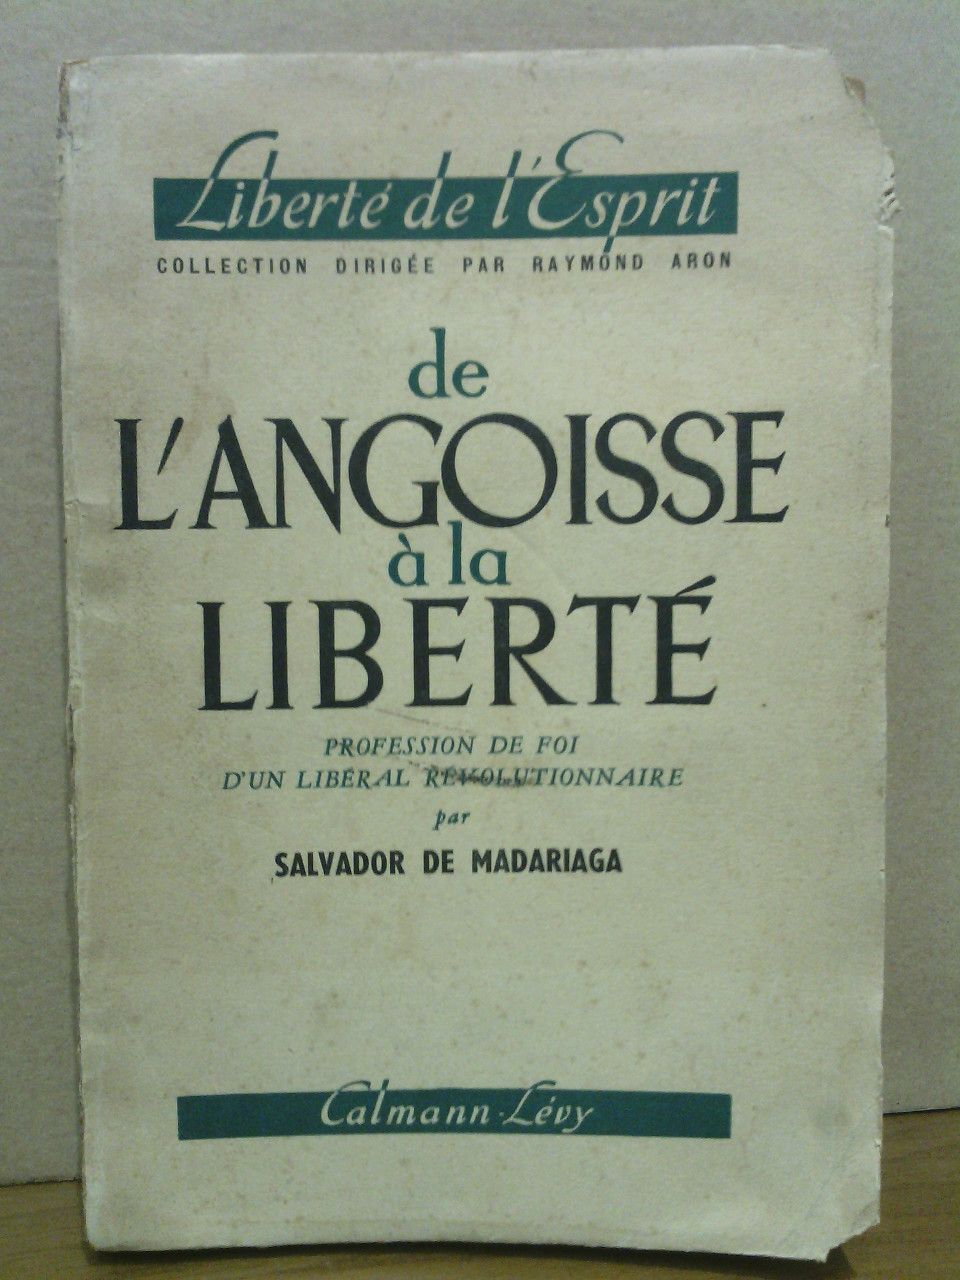 Liberté de l'Esprit
COLLECTION DIRIGÉE PAR RAYMOND ARON
de
L'ANGOISSE
à la
LIBERTÉ
PROFESSION DE FOI
D'UN LIBÉRAL RÉVOLUTIONNAIRE
par
SALVADOR DE MADARIAGA
Calmann-Lévy